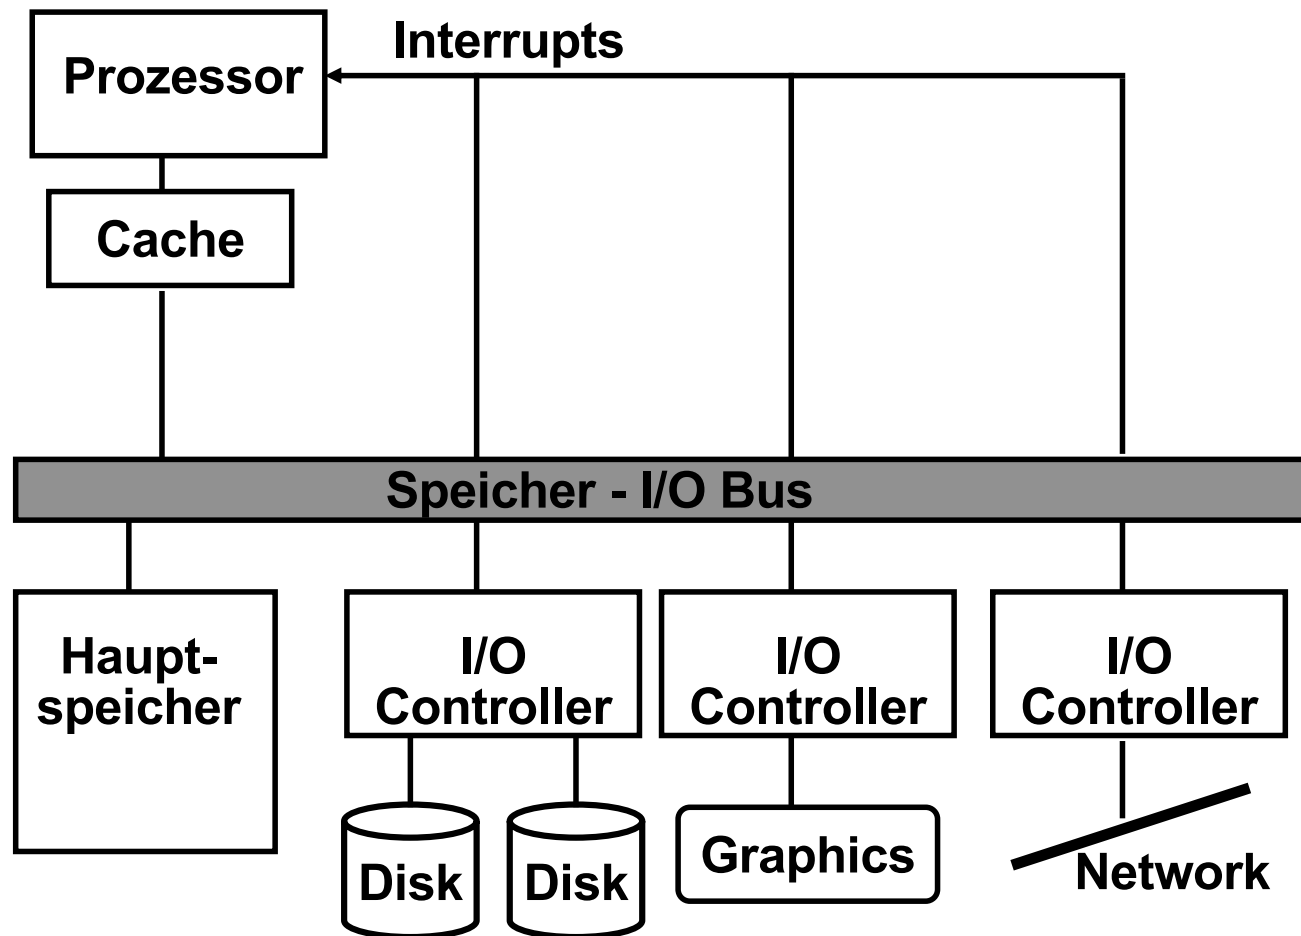 Interrupts
Prozessor
Cache
Speicher - I/O Bus
Haupt-
speicher
I/O
Controller
I/O
Controller
I/O
Controller
Disk
Disk
Graphics
Network